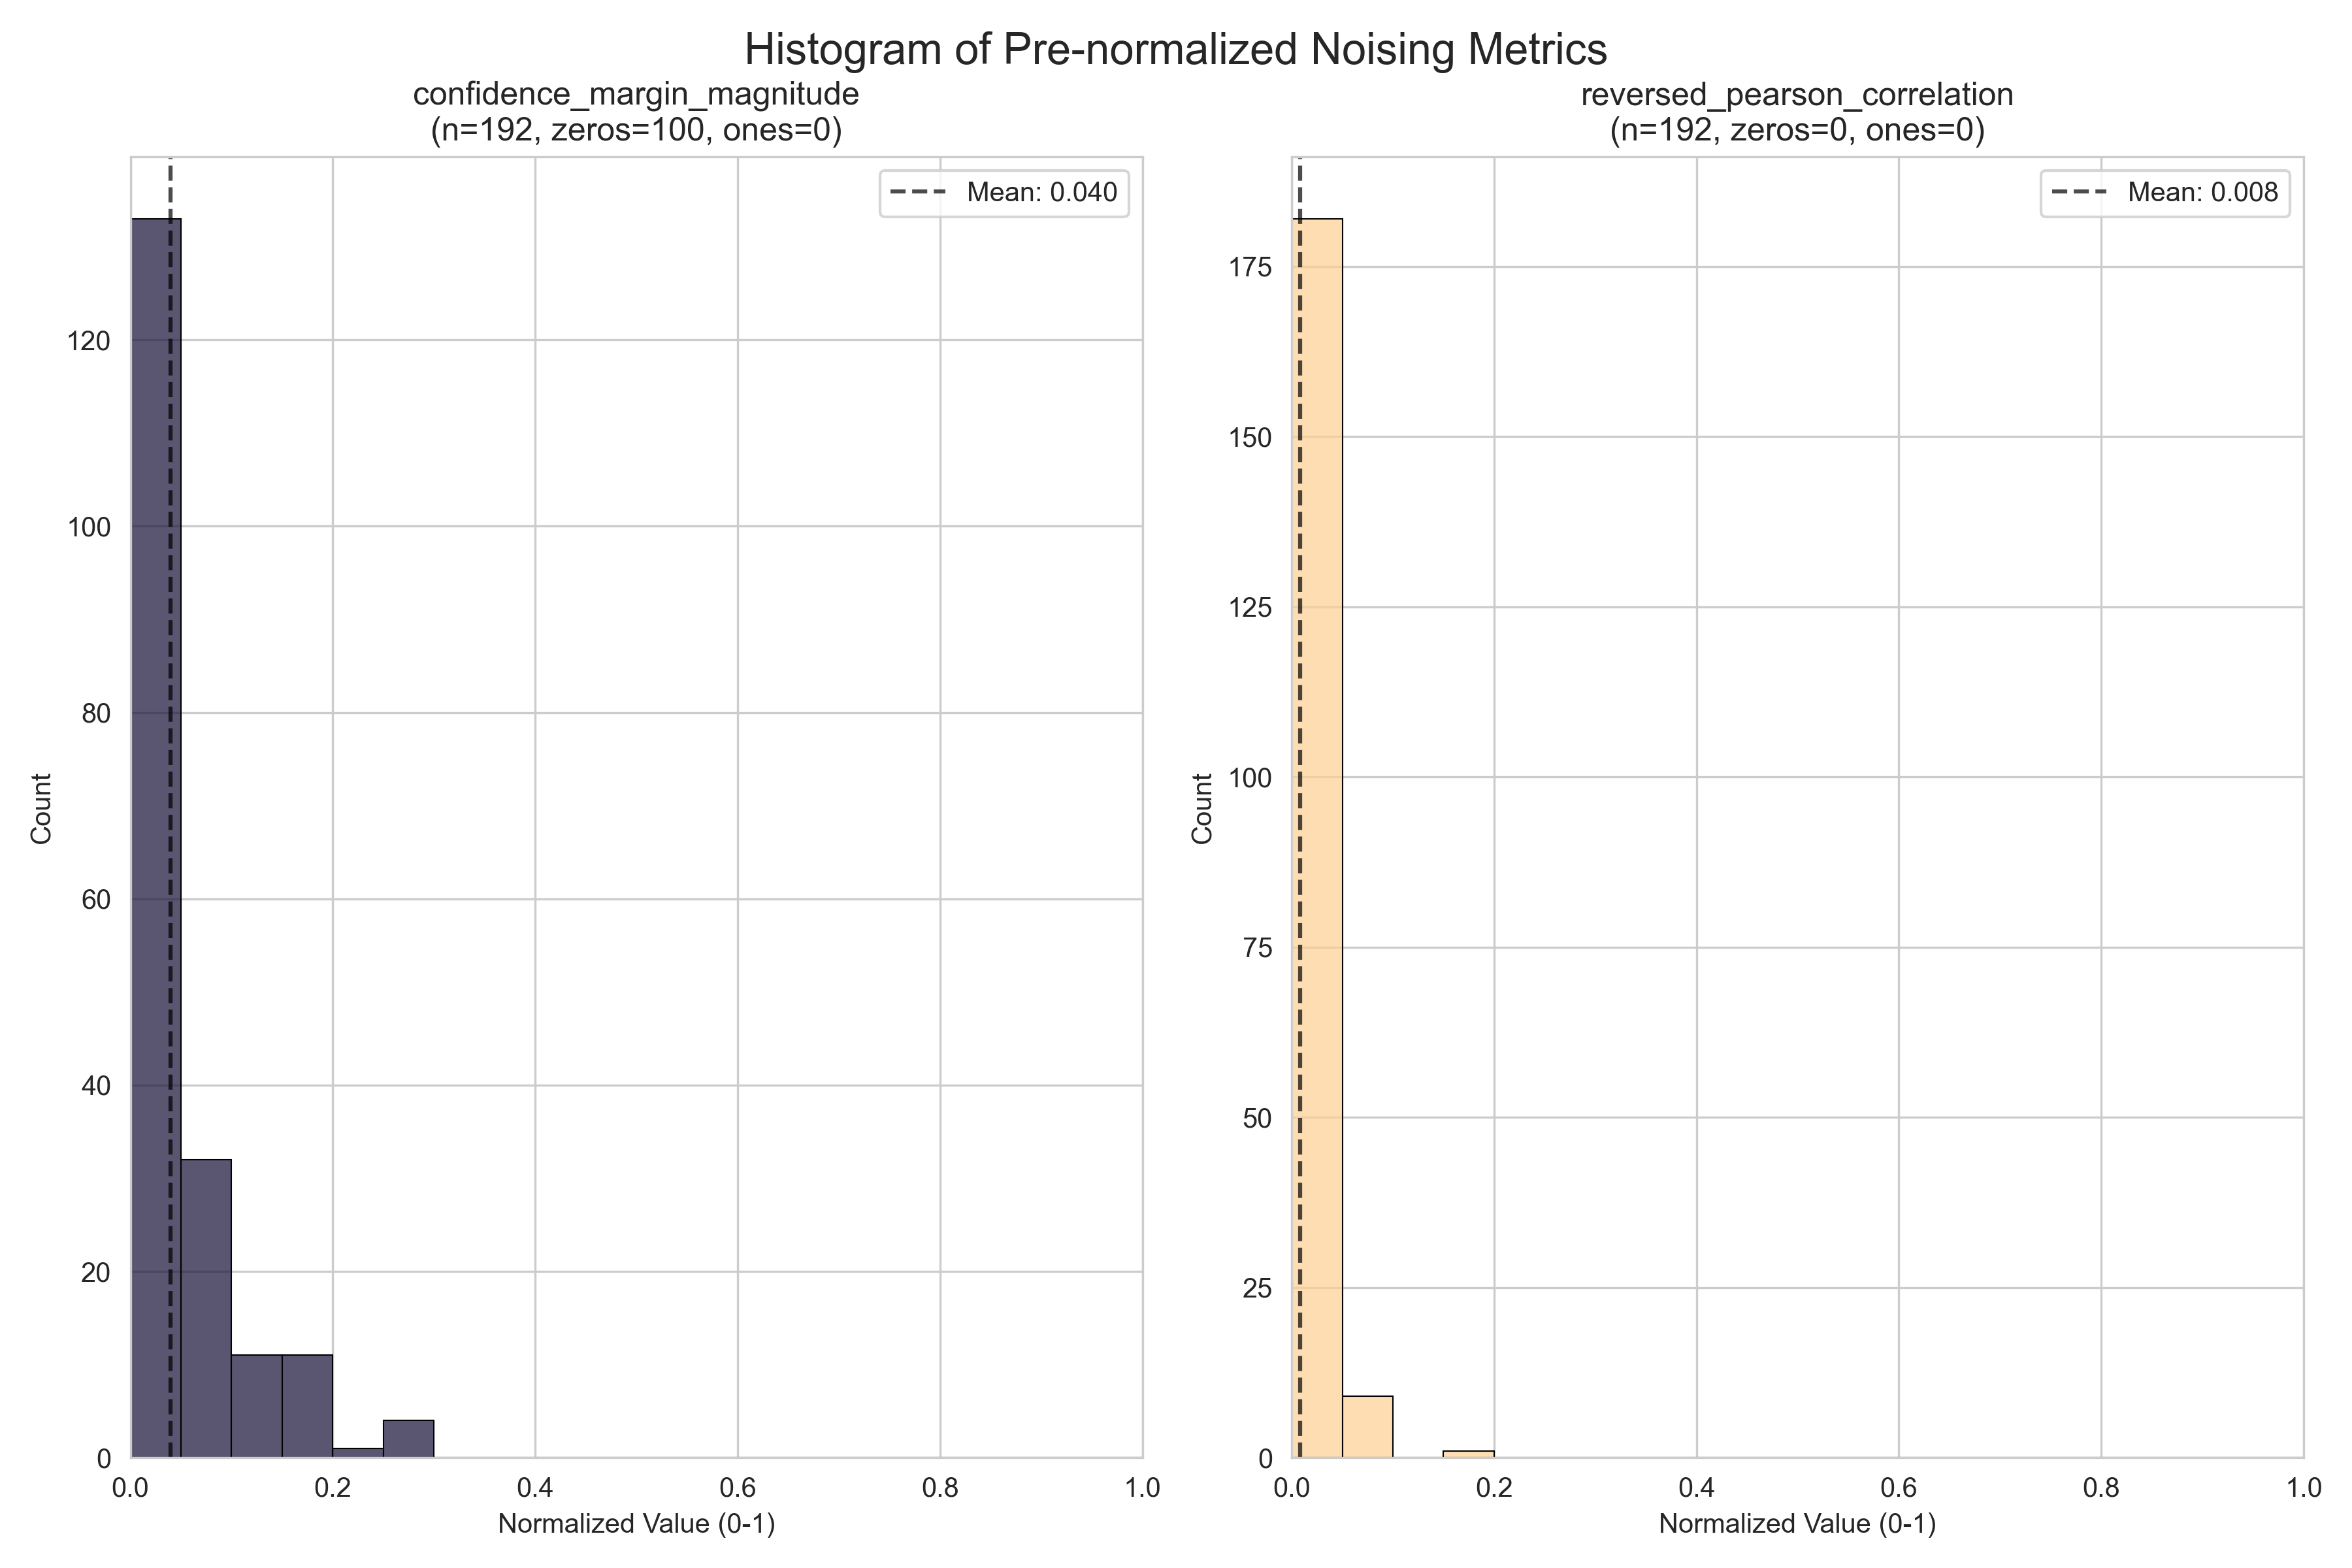 Histogram of Pre-normalized Noising Metrics
confidence_margin_magnitude
(n=192, zeros=100, ones=0)
Mean: 0.040
120
100
80
60
40
20
0
Count
0.0 0.2 0.4 0.6 0.8 1.0
Normalized Value (0-1)
reversed_pearson_correlation
(n=192, zeros=0, ones=0)
Mean: 0.008
175
150
125
100
75
50
25
0
Count
0.0 0.2 0.4 0.6 0.8 1.0
Normalized Value (0-1)